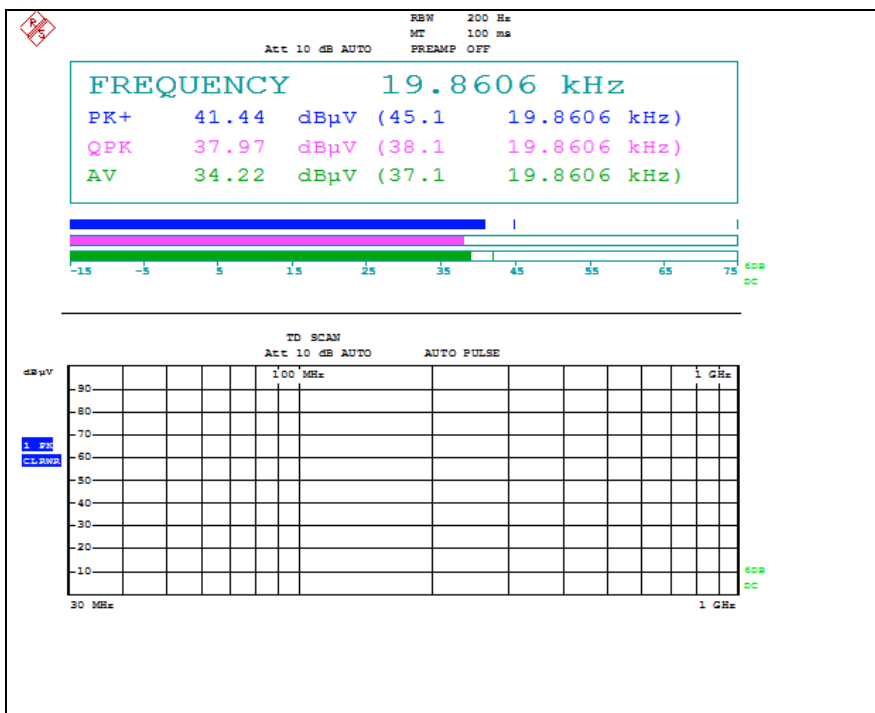 R S
RBW 200 Hz
MT 100 ms
Att 10 dB AUTO PREAMP OFF
FREQUENCY 19.8606 kHz
PK+ 41.44 dBµV (45.1 19.8606 kHz)
QPK 37.97 dBµV (38.1 19.8606 kHz)
AV 34.22 dBµV (37.1 19.8606 kHz)
-15 -5 5 15 25 35 45 55 65 75
6DB
DC
TD SCAN
Att 10 dB AUTO AUTO PULSE
dBµV
100 MHz 1 GHz
90
80
70
1 PK
CLRWR
60
50
40
30
20
10
6DB
DC
30 MHz 1 GHz